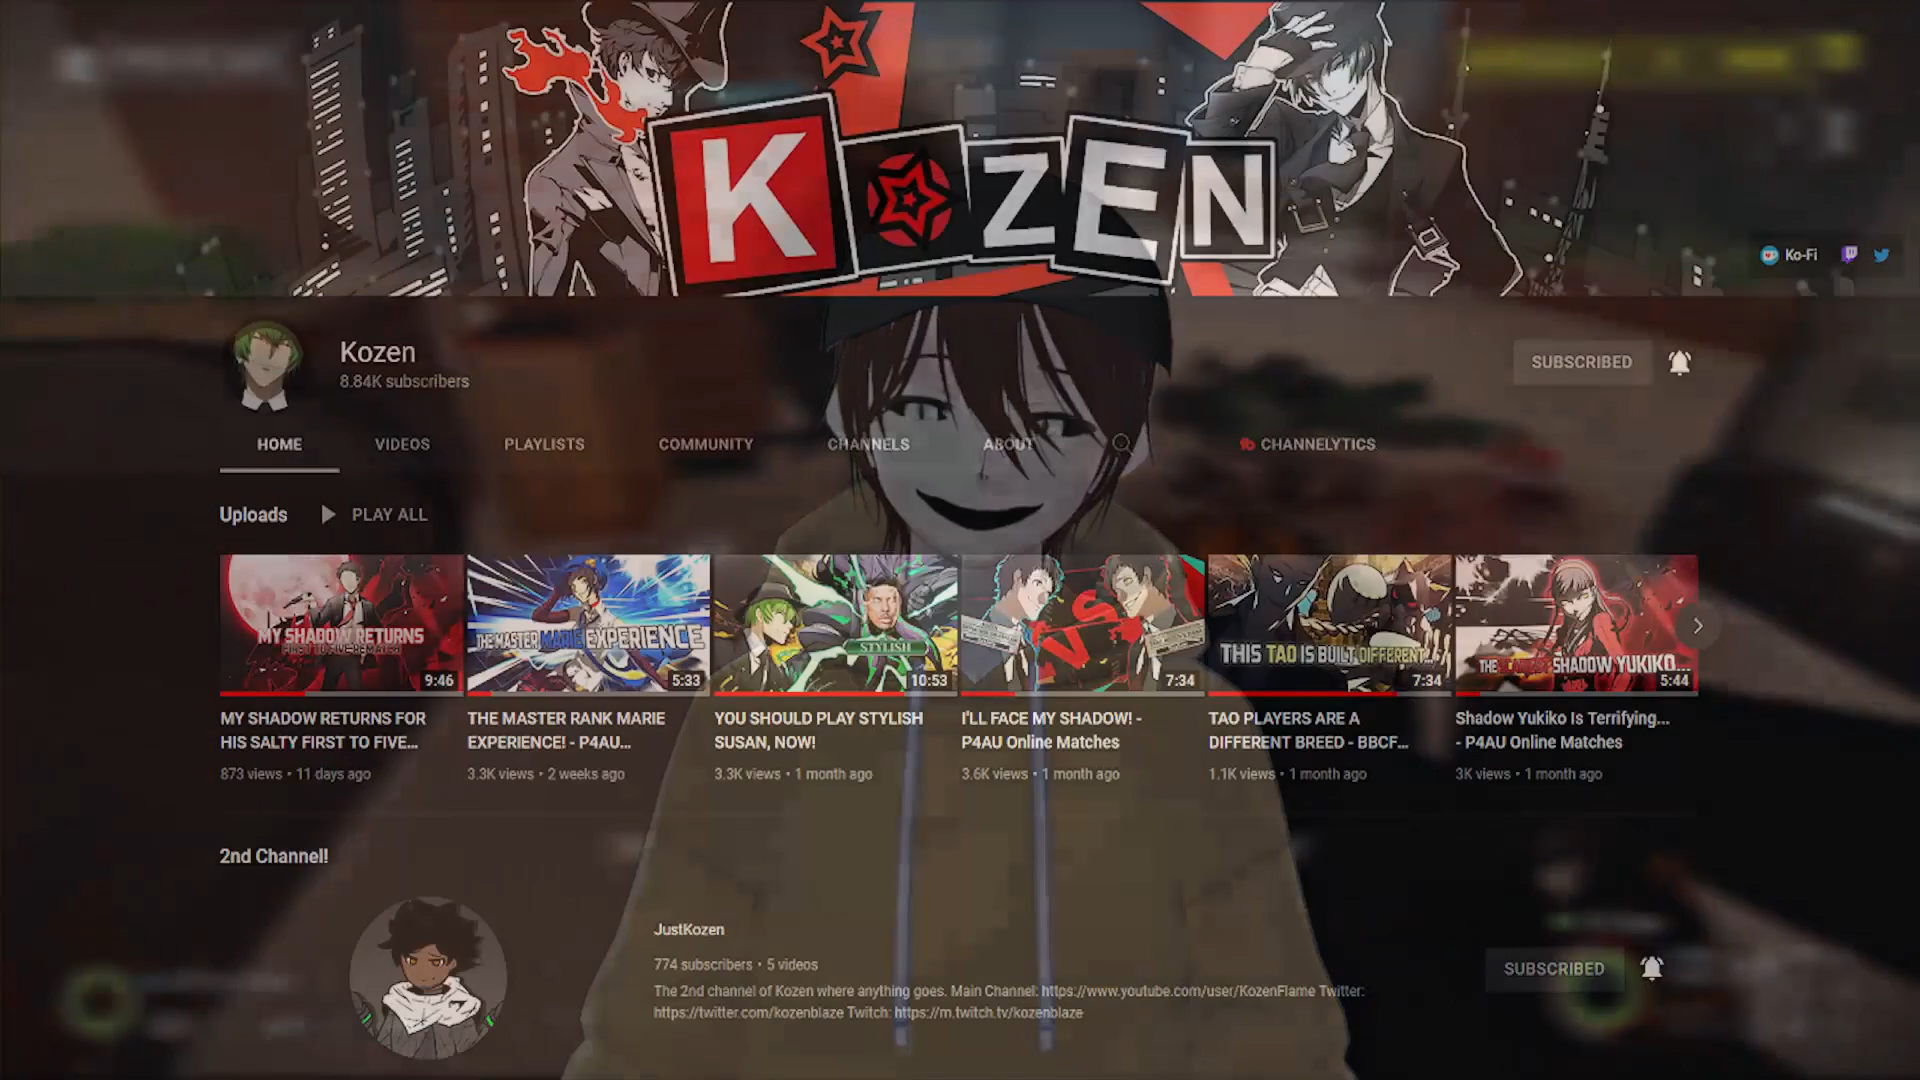 KOZEN
Ko-Fi
Kozen
8.84K subscribers
SUBSCRIBED
HOME VIDEOS PLAYLISTS COMMUNITY CHANNELS ABOUT CHANNELYTICS
Uploads PLAY ALL
MY SHADOW RETURNS
FIRST TO FIVE REMATCH
9:46
THE MASTER MARIE EXPERIENCE
5:33
STYLISH
10:53
VS
7:34
THIS TAO IS BUILT DIFFERENT...
7:34
THE SHADOW YUKIKO...
5:44
MY SHADOW RETURNS FOR
HIS SALTY FIRST TO FIVE...
873 views • 11 days ago
THE MASTER RANK MARIE
EXPERIENCE! - P4AU...
3.3K views • 2 weeks ago
YOU SHOULD PLAY STYLISH
SUSAN, NOW!
3.3K views • 1 month ago
I'LL FACE MY SHADOW! -
P4AU Online Matches
3.6K views • 1 month ago
TAO PLAYERS ARE A
DIFFERENT BREED - BBCF...
1.1K views • 1 month ago
Shadow Yukiko Is Terrifying...
- P4AU Online Matches
3K views • 1 month ago
2nd Channel!
JustKozen
774 subscribers • 5 videos
The 2nd channel of Kozen where anything goes. Main Channel: https://www.youtube.com/user/KozenFlame Twitter:
https://twitter.com/kozenblaze Twitch: https://m.twitch.tv/kozenblaze
SUBSCRIBED